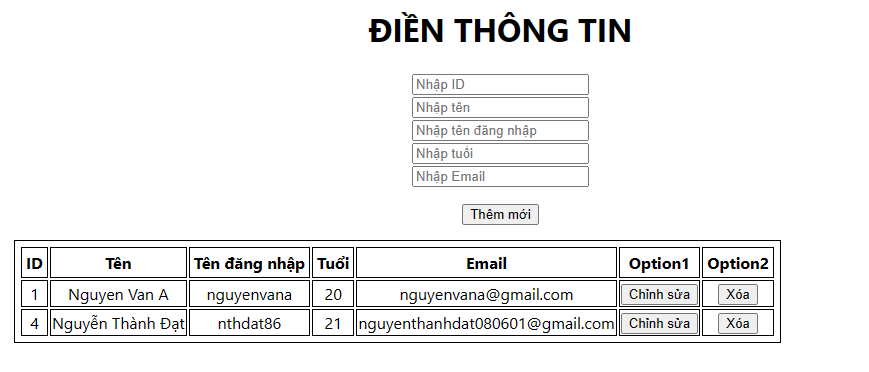 ĐIỀN THÔNG TIN
Nhập ID
Nhập tên
Nhập tên đăng nhập
Nhập tuổi
Nhập Email
Thêm mới
ID Tên Tên đăng nhập Tuổi Email Option1 Option2
1 Nguyen Van A nguyenvana 20 nguyenvana@gmail.com Chỉnh sửa Xóa
4 Nguyễn Thành Đạt nthdat86 21 nguyenthanhdat080601@gmail.com Chỉnh sửa Xóa